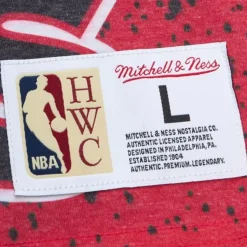 Mitchell & Ness
HWC
NBA
L
MITCHELL & NESS NOSTALGIA CO.
AUTHENTIC LICENSED APPAREL
DESIGNED IN PHILADELPHIA, PA
ESTABLISHED 1904
AUTHENTIC. PREMIUM. LEGENDARY.